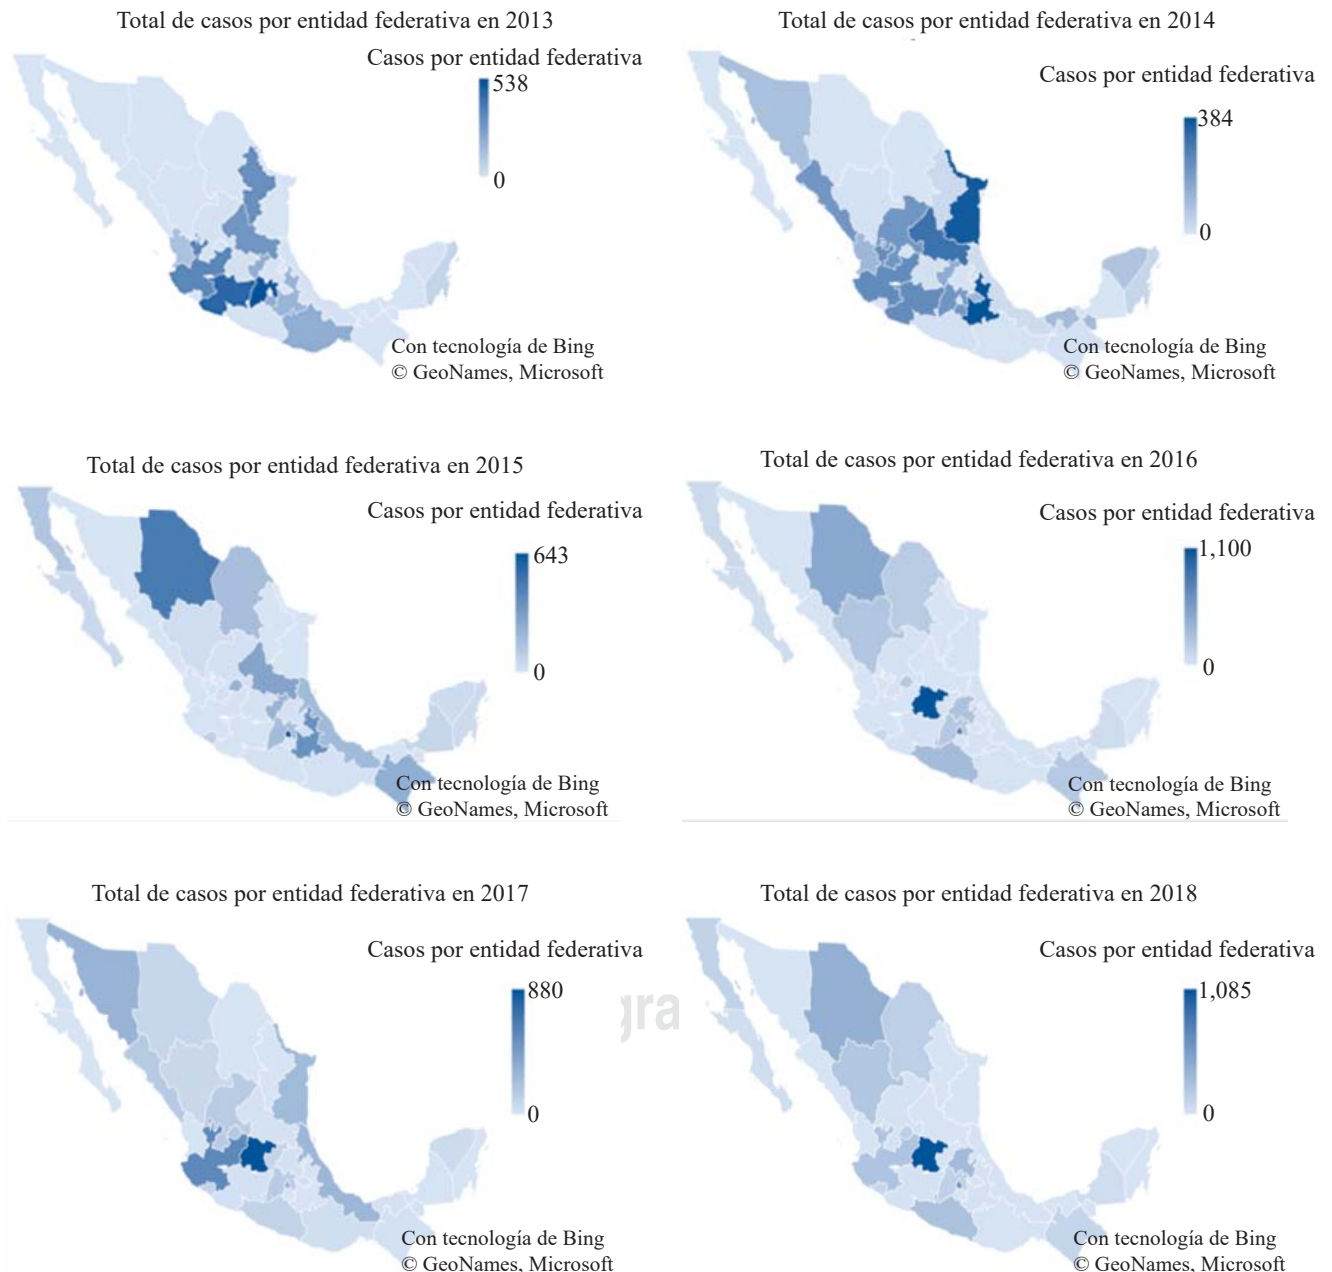 Total de casos por entidad federativa en 2013
Casos por entidad federativa
538
0
Con tecnología de Bing
© GeoNames, Microsoft
Total de casos por entidad federativa en 2014
Casos por entidad federativa
384
0
Con tecnología de Bing
© GeoNames, Microsoft
Total de casos por entidad federativa en 2015
Casos por entidad federativa
643
0
Con tecnología de Bing
© GeoNames, Microsoft
Total de casos por entidad federativa en 2016
Casos por entidad federativa
1,100
0
Con tecnología de Bing
© GeoNames, Microsoft
Total de casos por entidad federativa en 2017
Casos por entidad federativa
880
0
Con tecnología de Bing
© GeoNames, Microsoft
Total de casos por entidad federativa en 2018
Casos por entidad federativa
1,085
0
Con tecnología de Bing
© GeoNames, Microsoft